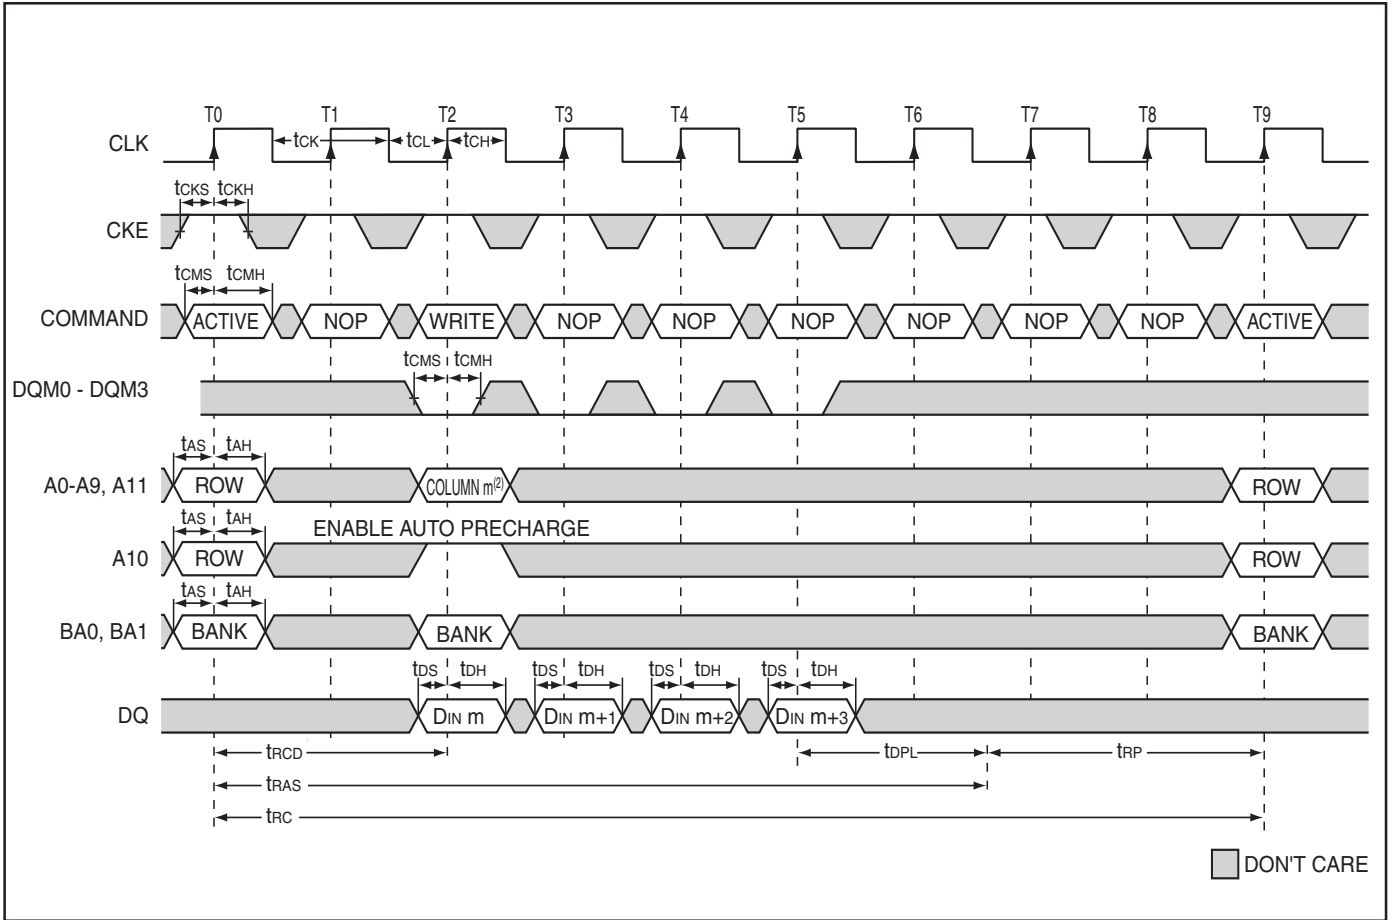 T0 T1 T2 T3 T4 T5 T6 T7 T8 T9
CLK tCK tCL tCH
tCKS tCKH
CKE
tCMS tCMH
COMMAND ACTIVE NOP WRITE NOP NOP NOP NOP NOP NOP ACTIVE
tCMS tCMH
DQM0 - DQM3
tAS tAH
A0-A9, A11 ROW COLUMN m(2) ROW
tAS tAH ENABLE AUTO PRECHARGE
A10 ROW ROW
tAS tAH
BA0, BA1 BANK BANK BANK
tDS tDH tDS tDH tDS tDH tDS tDH
DQ DIN m DIN m+1 DIN m+2 DIN m+3
tRCD tDPL tRP
tRAS
tRC
DON'T CARE